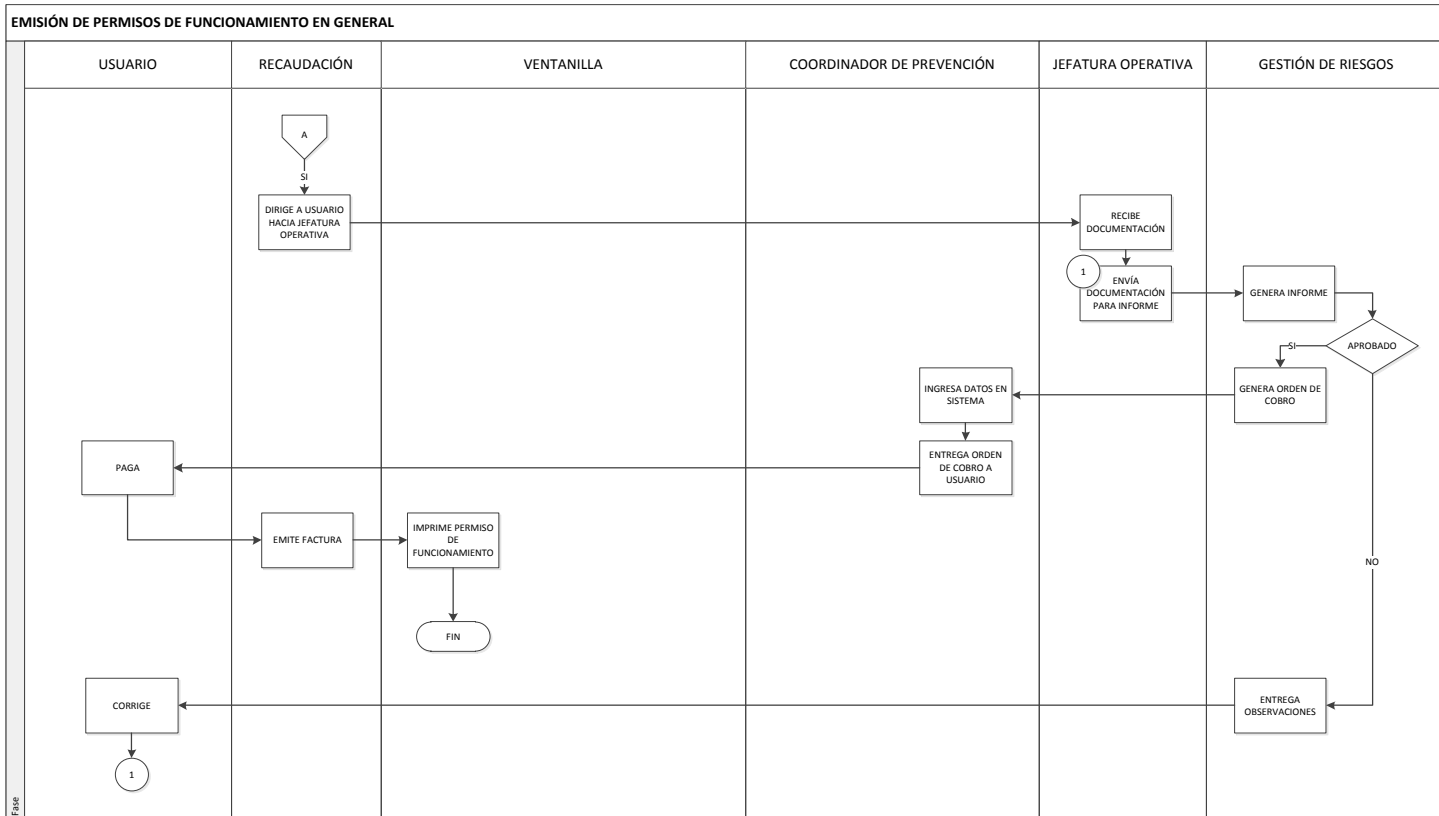 EMISIÓN DE PERMISOS DE FUNCIONAMIENTO EN GENERAL
USUARIO
RECAUDACIÓN
VENTANILLA
COORDINADOR DE PREVENCIÓN
JEFATURA OPERATIVA
GESTIÓN DE RIESGOS
A
SI
DIRIGE A USUARIO
HACIA JEFATURA
OPERATIVA
RECIBE
DOCUMENTACIÓN
1
ENVÍA
DOCUMENTACIÓN
PARA INFORME
GENERA INFORME
APROBADO
SI
GENERA ORDEN DE
COBRO
INGRESA DATOS EN
SISTEMA
ENTREGA ORDEN
DE COBRO A
USUARIO
PAGA
EMITE FACTURA
IMPRIME PERMISO
DE
FUNCIONAMIENTO
FIN
NO
ENTREGA
OBSERVACIONES
CORRIGE
1
Fase